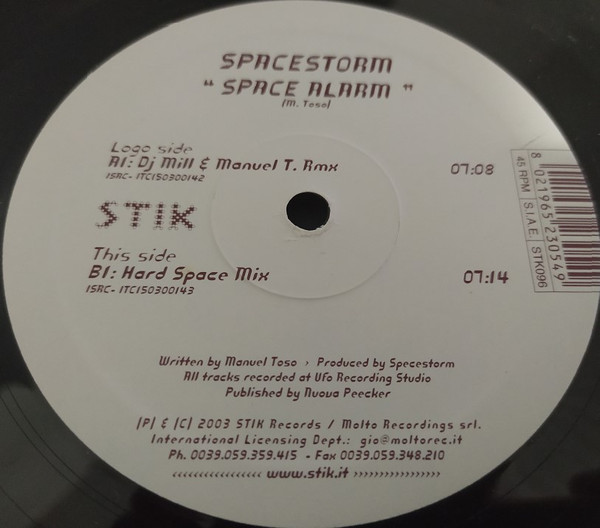 SPACESTORM
“ SPACE ALARM ”
(M. Toso)
Logo side
A1: Dj Mill & Manuel T. Rmx 07:08
ISRC- ITC150300142
STIK
This side
B1: Hard Space Mix 07:14
ISRC- ITC150300143
8 021965 230549
45 RPM S.I.A.E. STK096
Written by Manuel Toso › Produced by Specestorm
All tracks recorded at Ufo Recording Studio
Published by Nuova Peecker
|P| & |C| 2003 STIK Records / Molto Recordings srl.
International Licensing Dept.: gio@moltorec.it
Ph. 0039.059.359.415 - Fax 0039.059.348.210
‹‹‹‹‹‹‹‹‹‹‹‹‹‹‹‹‹ www.stik.it ›››››››››››››››››